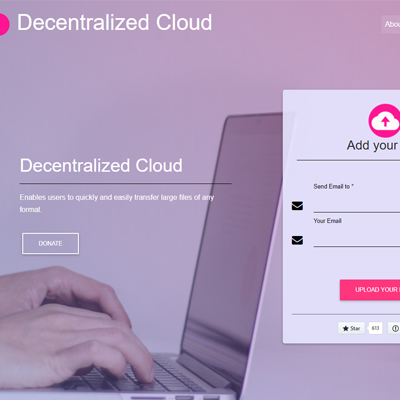 Decentralized Cloud
Abou
Decentralized Cloud
Enables users to quickly and easily transfer large files of any
format.
DONATE
Add your
Send Email to *
Your Email
UPLOAD YOUR
Star
613